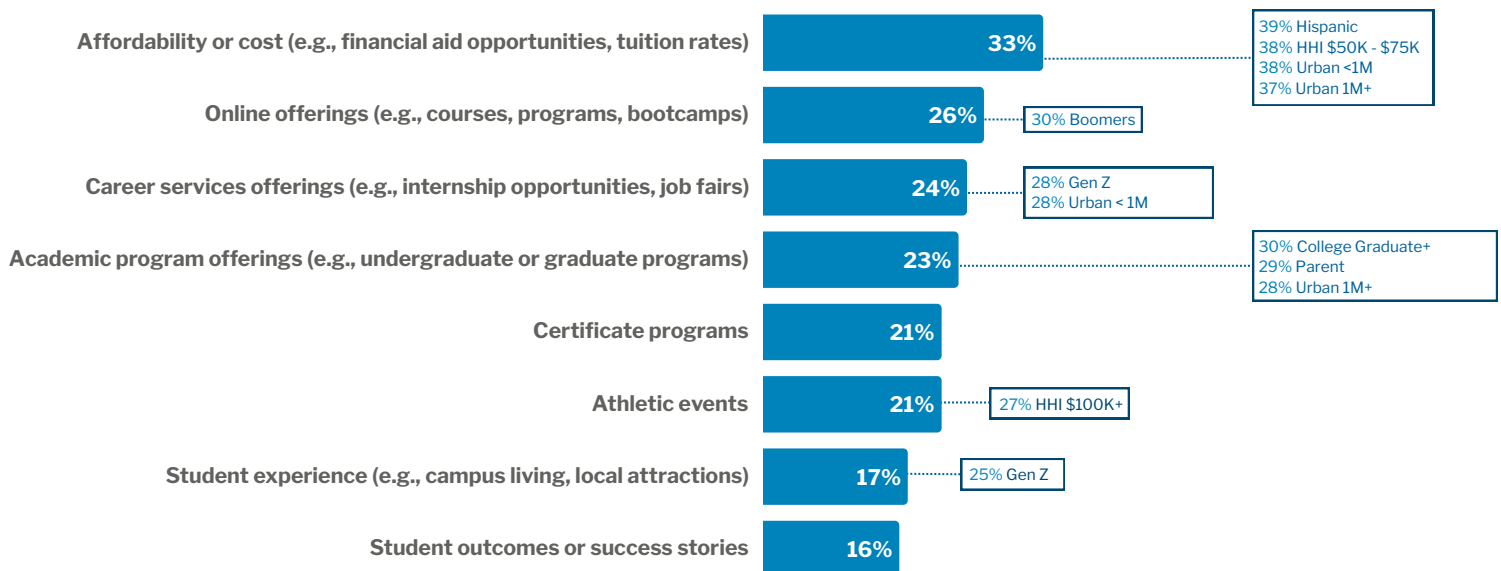 Affordability or cost (e.g., financial aid opportunities, tuition rates)
33%
39% Hispanic
38% HHI $50K - $75K
38% Urban <1M
37% Urban 1M+
Online offerings (e.g., courses, programs, bootcamps)
26%
30% Boomers
Career services offerings (e.g., internship opportunities, job fairs)
24%
28% Gen Z
28% Urban < 1M
Academic program offerings (e.g., undergraduate or graduate programs)
23%
30% College Graduate+
29% Parent
28% Urban 1M+
Certificate programs
21%
Athletic events
21%
27% HHI $100K+
Student experience (e.g., campus living, local attractions)
17%
25% Gen Z
Student outcomes or success stories
16%